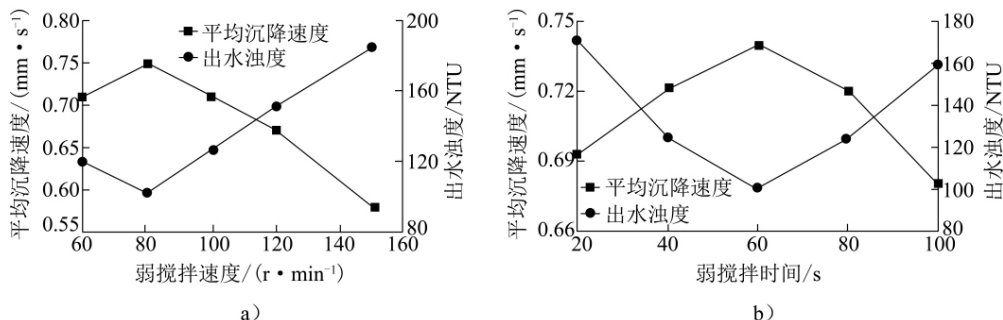 0.80
0.75
0.70
0.65
0.60
0.55
平均沉降速度/(mm·s⁻¹)
200
160
120
80
出水浊度/NTU
平均沉降速度
出水浊度
60 80 100 120 140 160
弱搅拌速度/(r·min⁻¹)
a)
0.75
0.72
0.69
0.66
平均沉降速度/(mm·s⁻¹)
180
160
140
120
100
80
出水浊度/NTU
平均沉降速度
出水浊度
20 40 60 80 100
弱搅拌时间/s
b)